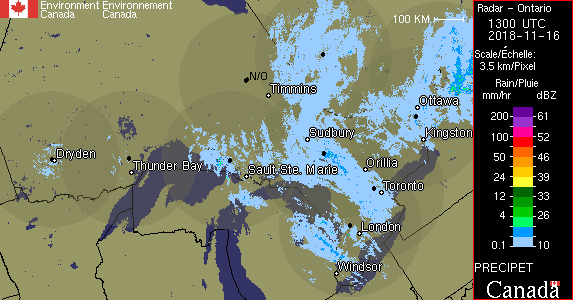 Environment Environnement
Canada Canada
100 KM
N/O
Timmins
Ottawa
Sudbury
Kingston
Dryden
Thunder Bay
Sault Ste. Marie
Orillia
Toronto
London
Windsor
Radar - Ontario
1300 UTC
2018-11-16
Scale/Échelle:
3.5 km/Pixel
Rain/Pluie
mm/hr dBZ
200 61
100 52
50 46
24 39
12 33
4 26
0.1 10
PRECIPET
Canada